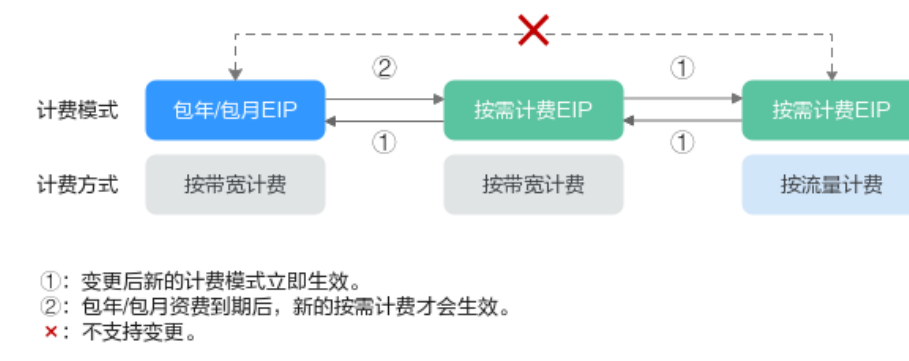 ② ①
计费模式 包年/包月EIP 按需计费EIP 按需计费EIP
① ①
计费方式 按带宽计费 按带宽计费 按流量计费
①：变更后新的计费模式立即生效。
②：包年/包月资费到期后，新的按需计费才会生效。
×：不支持变更。